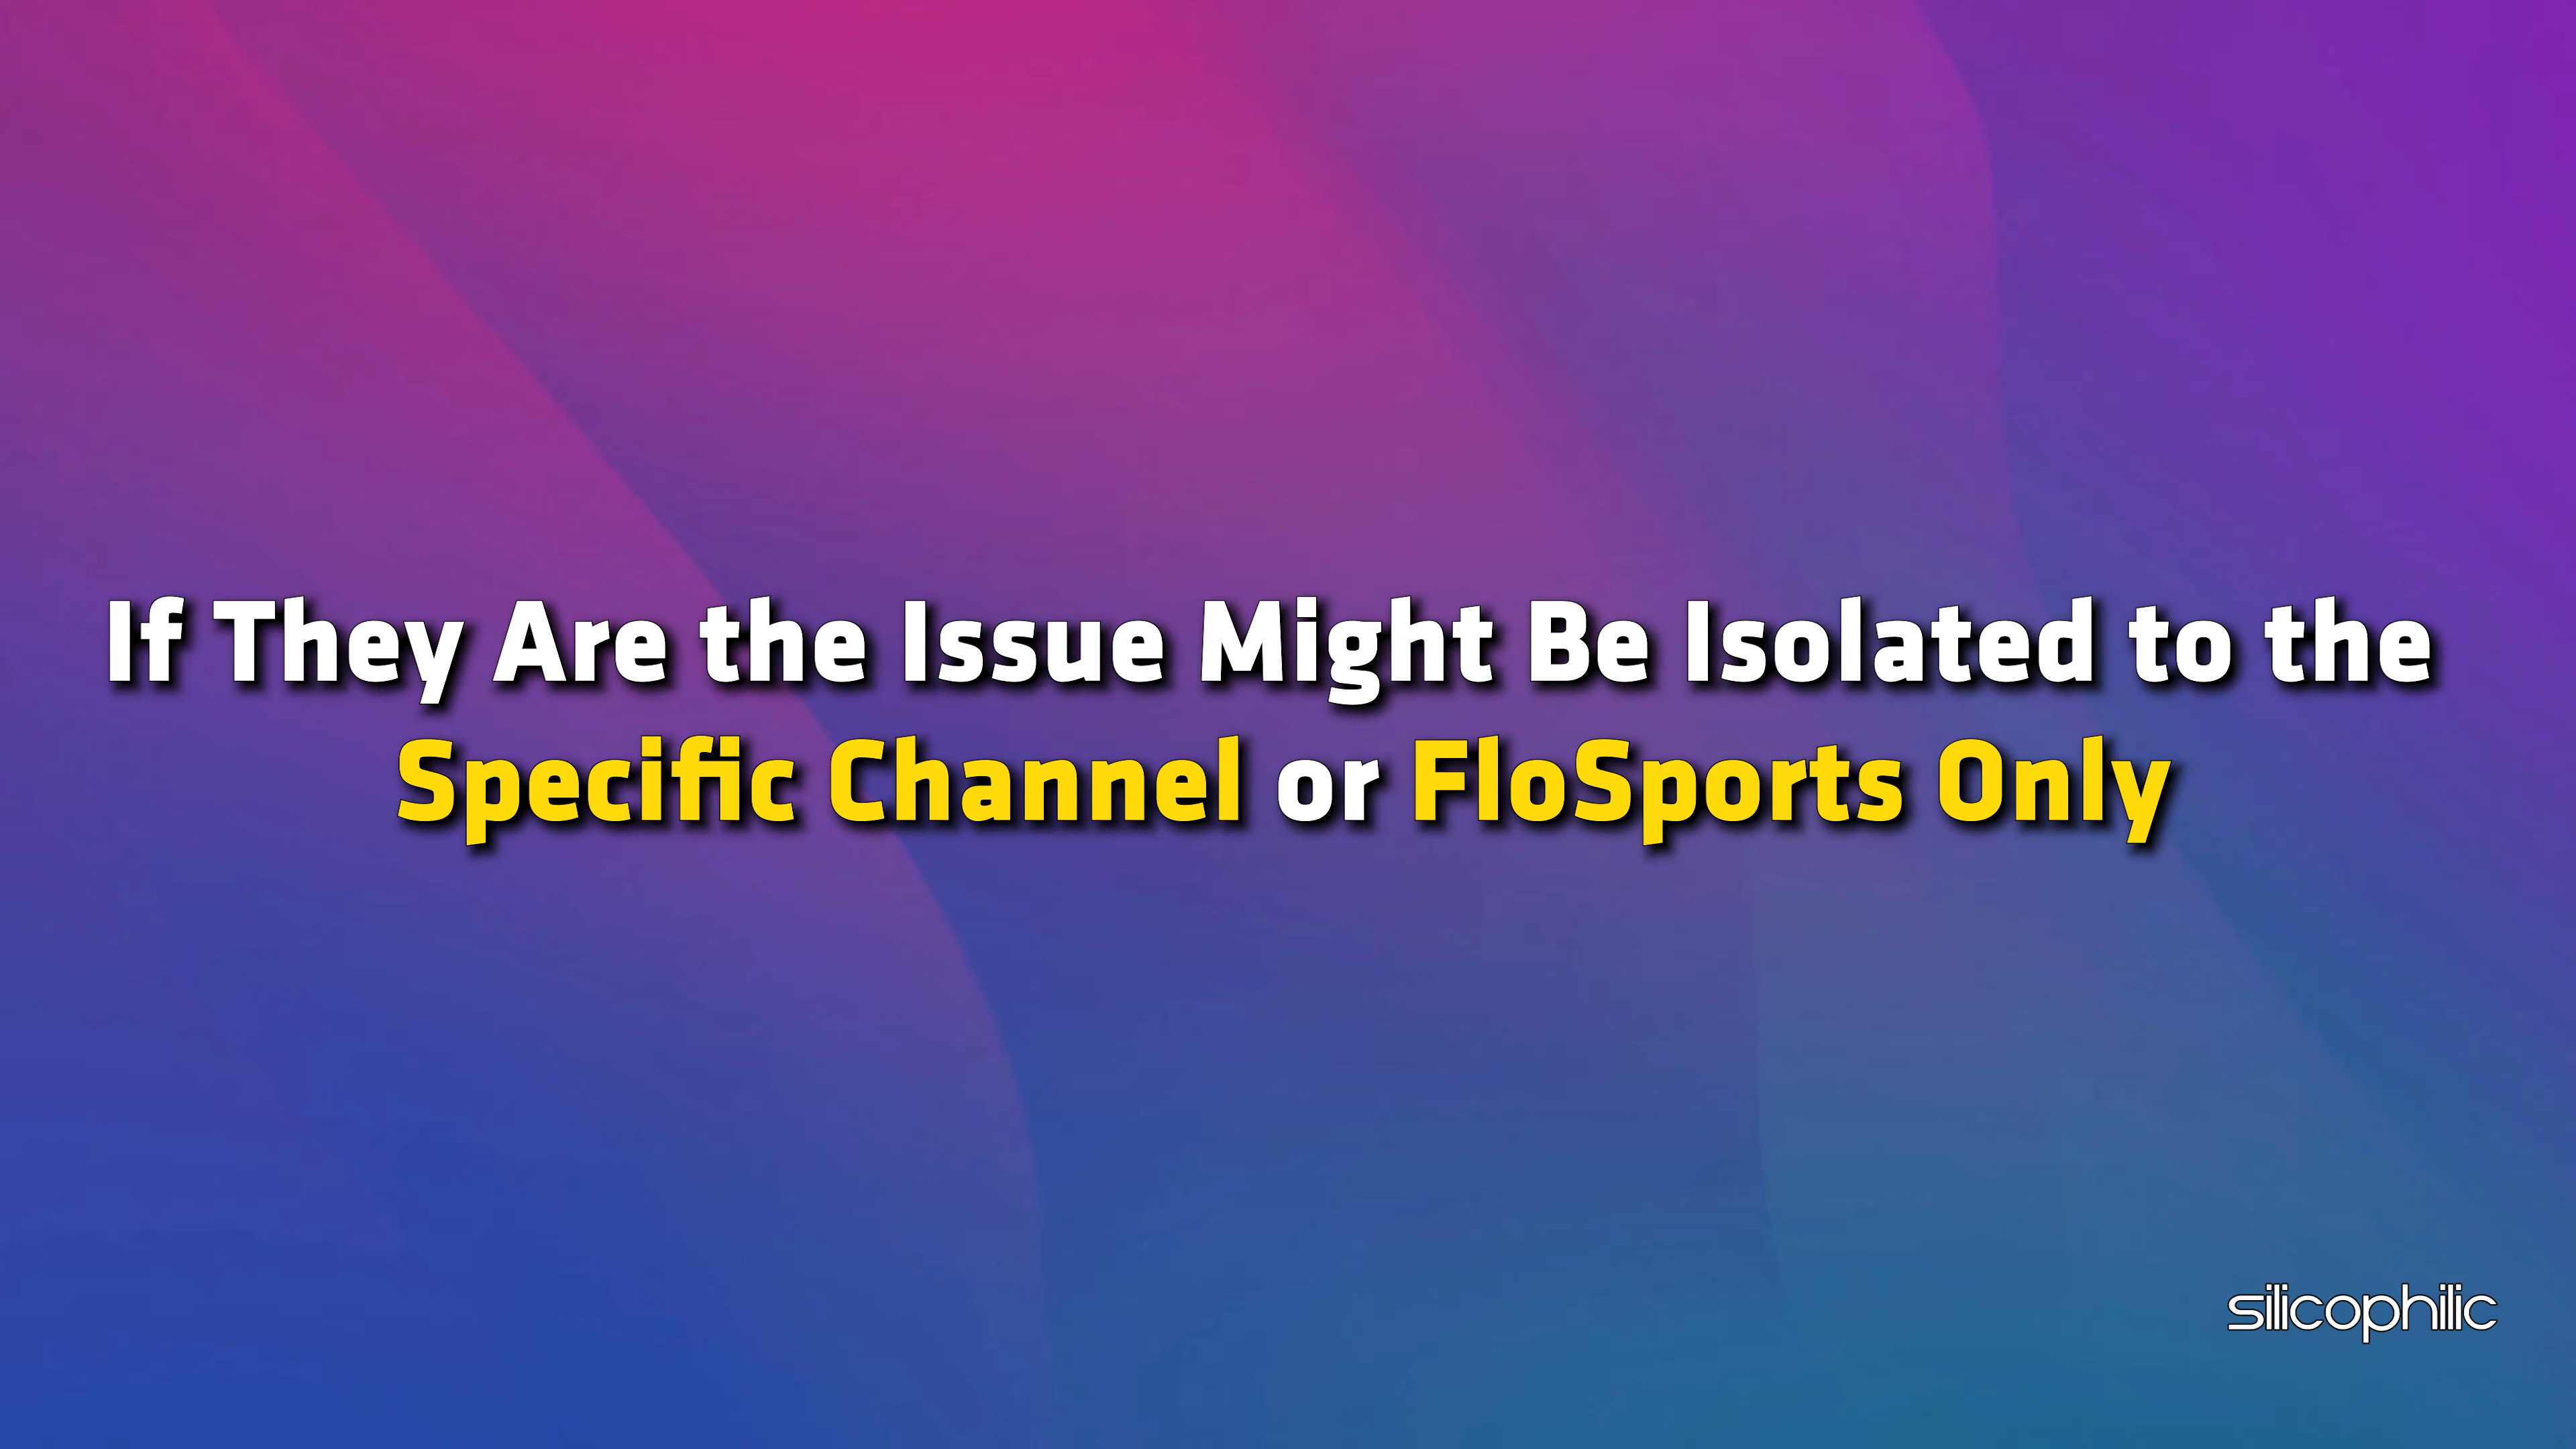 If They Are the Issue Might Be Isolated to the
Specific Channel or FloSports Only
silicophilic